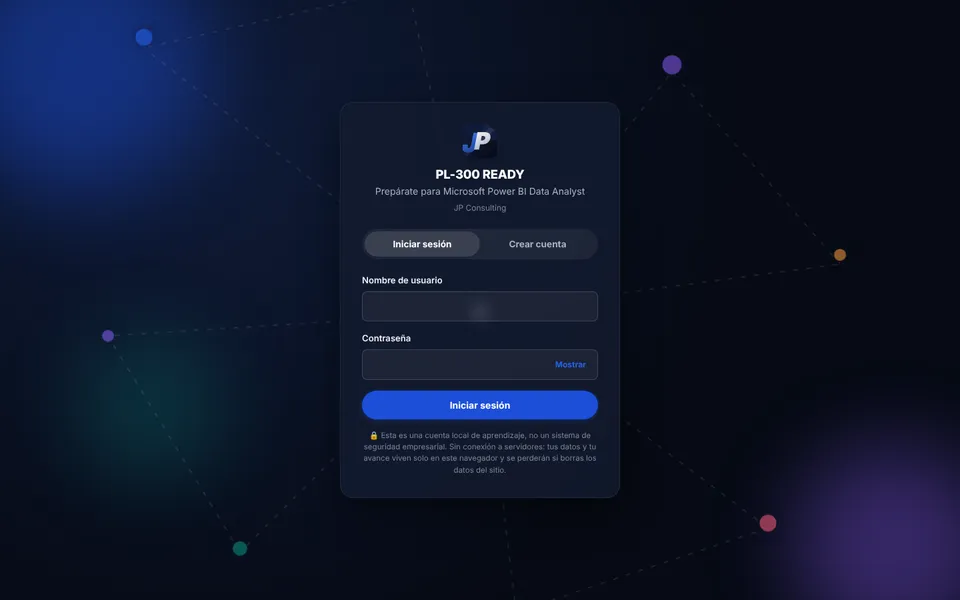 JP
PL-300 READY
Prepárate para Microsoft Power BI Data Analyst
JP Consulting
Iniciar sesión
Crear cuenta
Nombre de usuario
Contraseña
Mostrar
Iniciar sesión
🔒 Esta es una cuenta local de aprendizaje, no un sistema de
seguridad empresarial. Sin conexión a servidores: tus datos y tu
avance viven solo en este navegador y se perderán si borras los
datos del sitio.